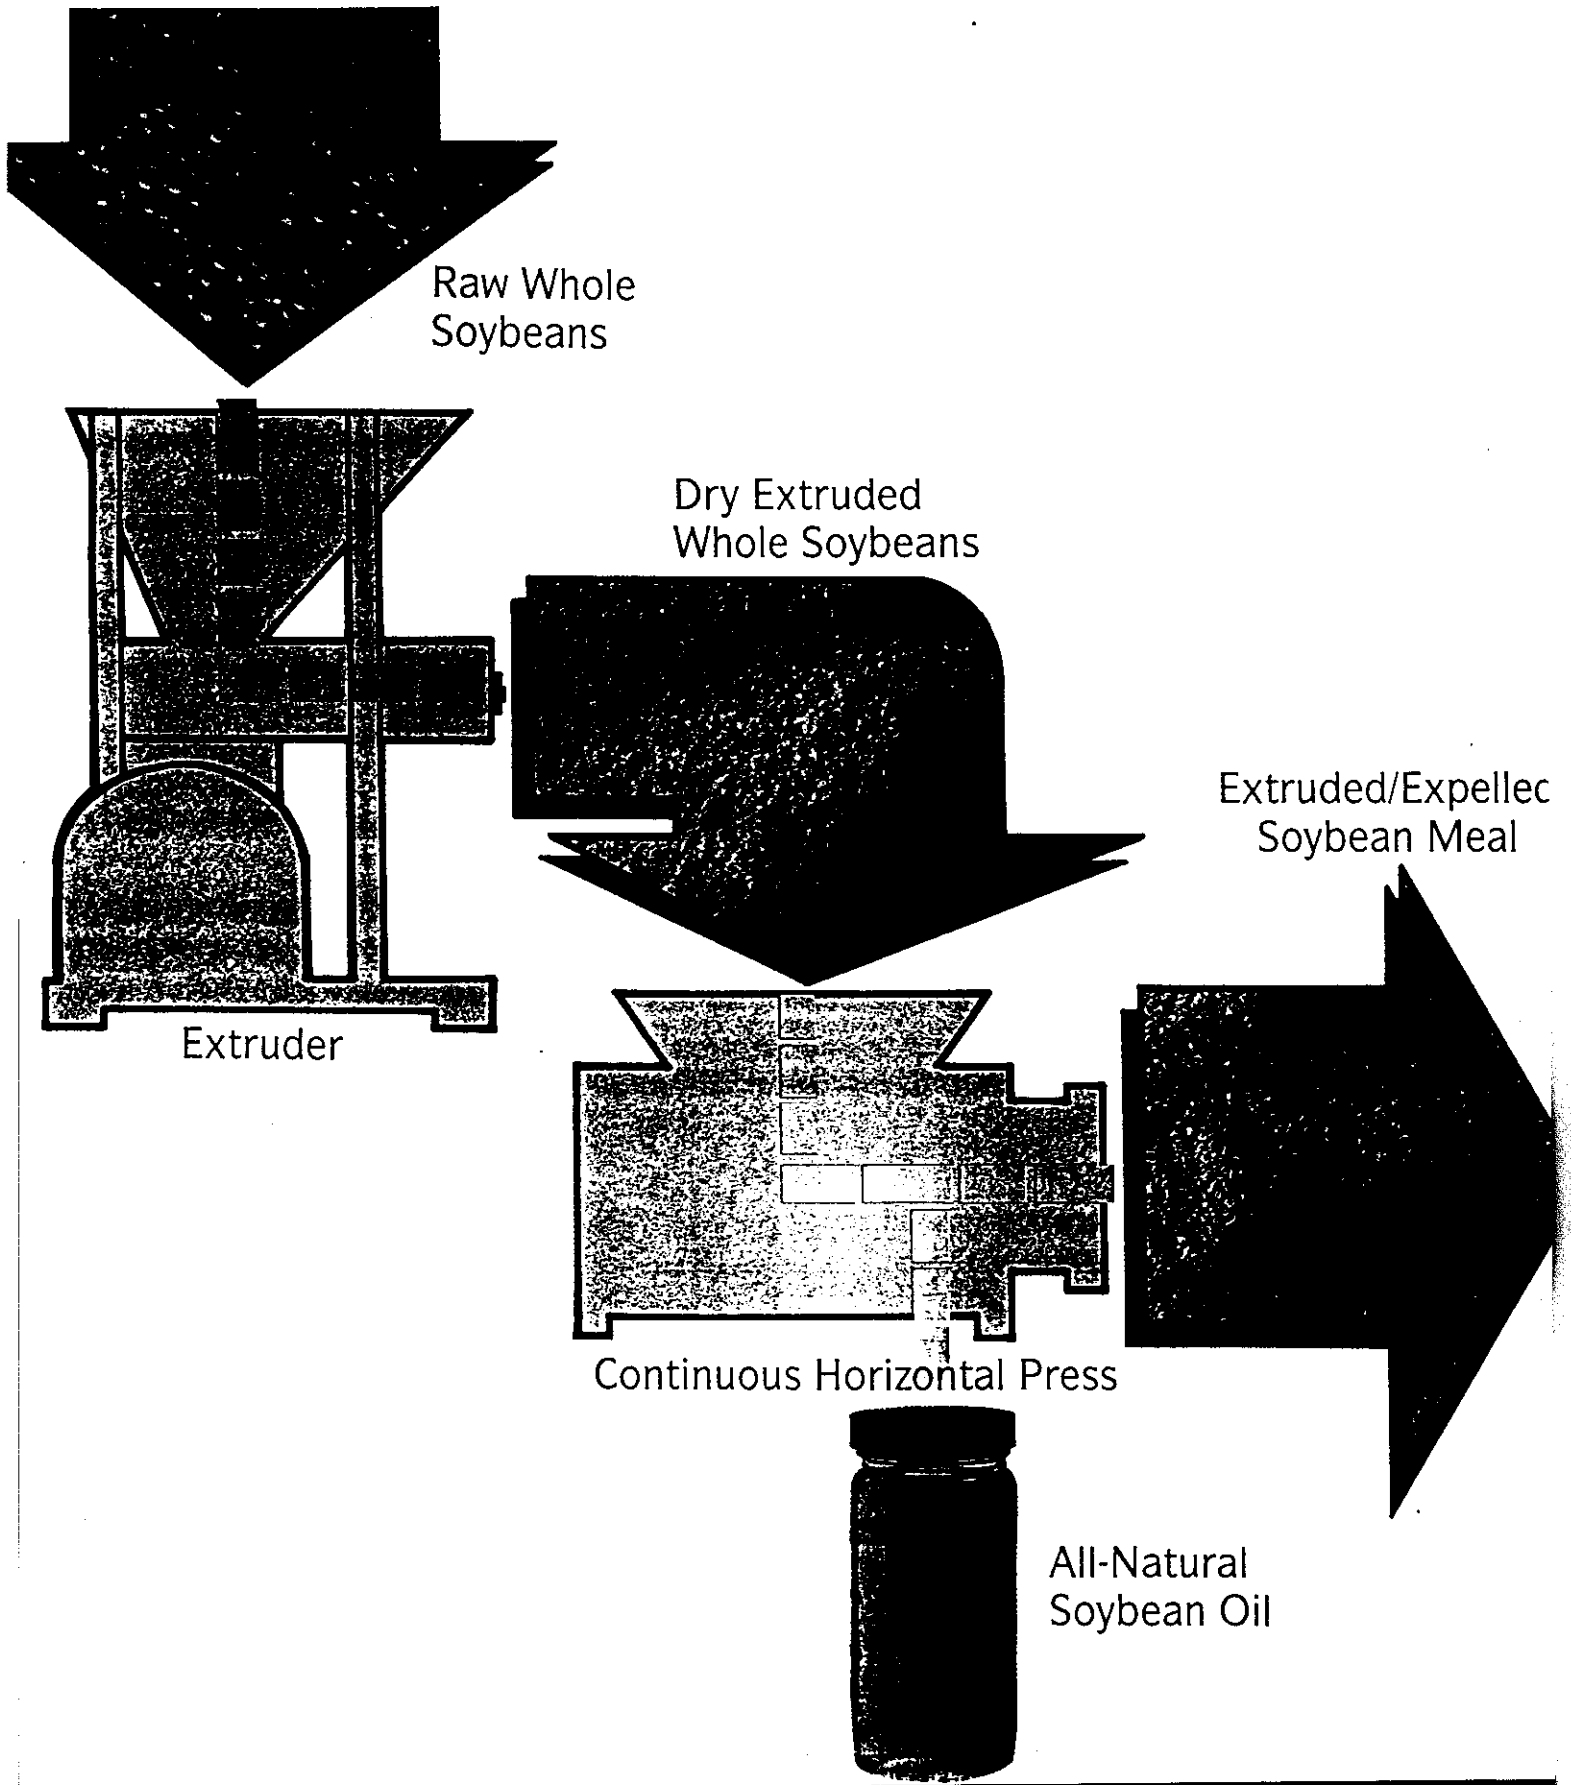 Raw Whole
Soybeans
Dry Extruded
Whole Soybeans
Extruded/Expellec
Soybean Meal
Extruder
Continuous Horizontal Press
All-Natural
Soybean Oil